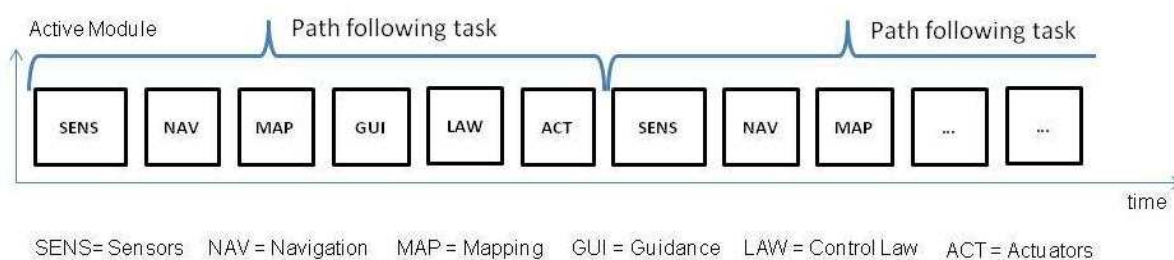 Active Module Path following task Path following task
SENS NAV MAP GUI LAW ACT SENS NAV MAP ... ...
time
SENS= Sensors NAV = Navigation MAP = Mapping GUI = Guidance LAW = Control Law ACT = Actuators